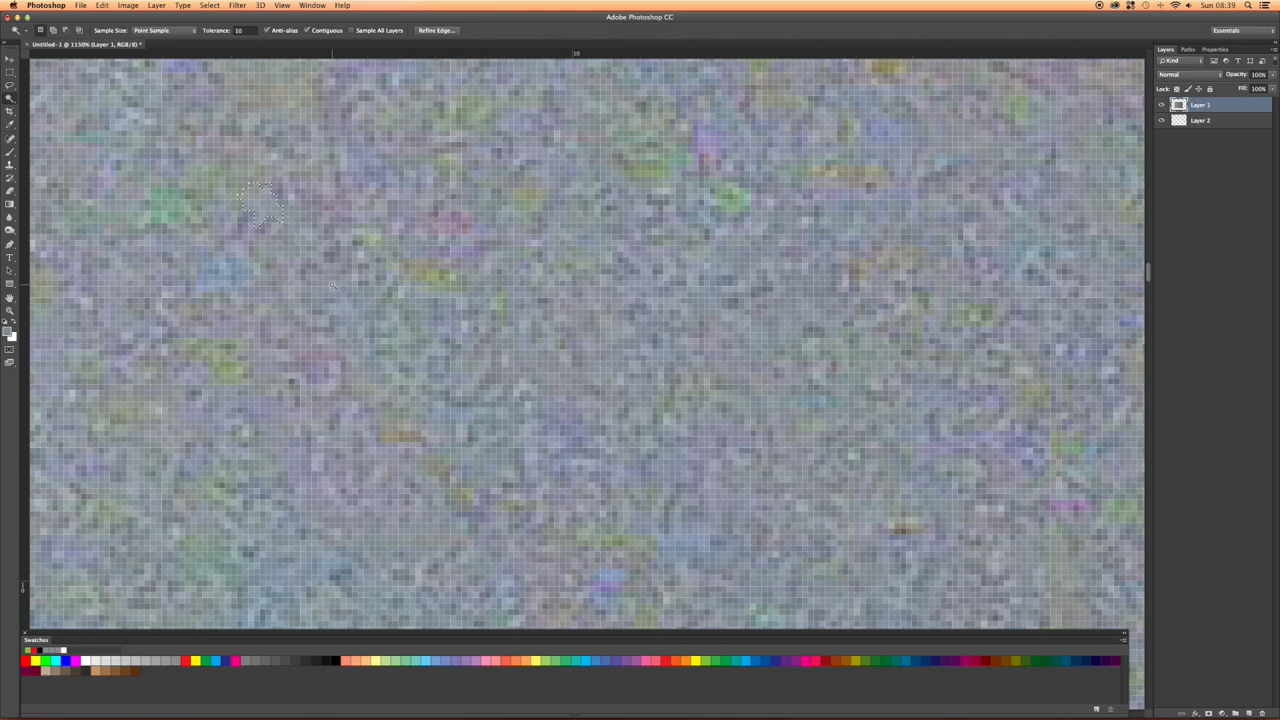 Photoshop File Edit Image Layer Type Select Filter 3D View Window Help Sun 08:39
Adobe Photoshop CC
Sample Size: Point Sample Tolerance: 10 Anti-alias Contiguous Sample All Layers Refine Edge... Essentials
Untitled-1 @ 1150% (Layer 1, RGB/8) *
Layers Paths Properties
Kind
Normal Opacity: 100%
Lock: Fill: 100%
Layer 1
Layer 2
10
Swatches